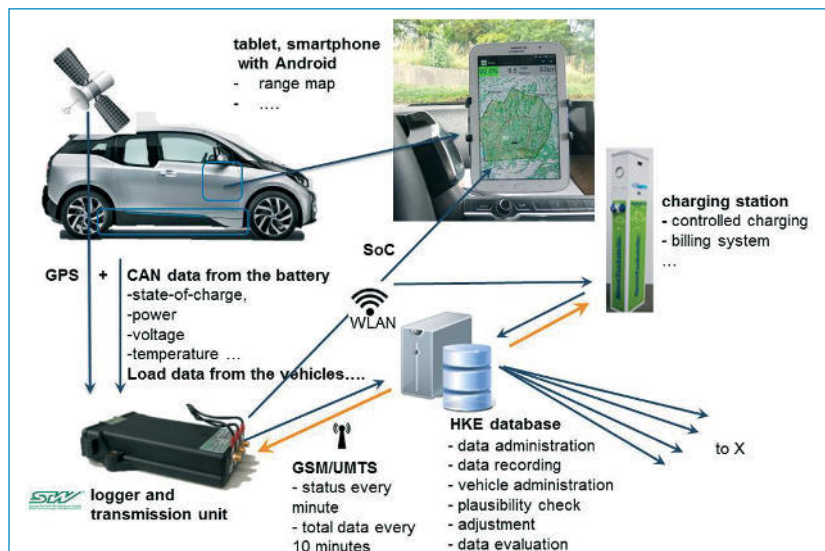 tablet, smartphone
with Android
- range map
- ....
charging station
- controlled charging
- billing system
...
SoC
GPS + CAN data from the battery
-state-of-charge,
-power
-voltage
-temperature ...
Load data from the vehicles....
WLAN
HKE database
- data administration
- data recording
- vehicle administration
- plausibility check
- adjustment
- data evaluation
to X
GSM/UMTS
- status every
minute
- total data every
10 minutes
STW
logger and
transmission unit